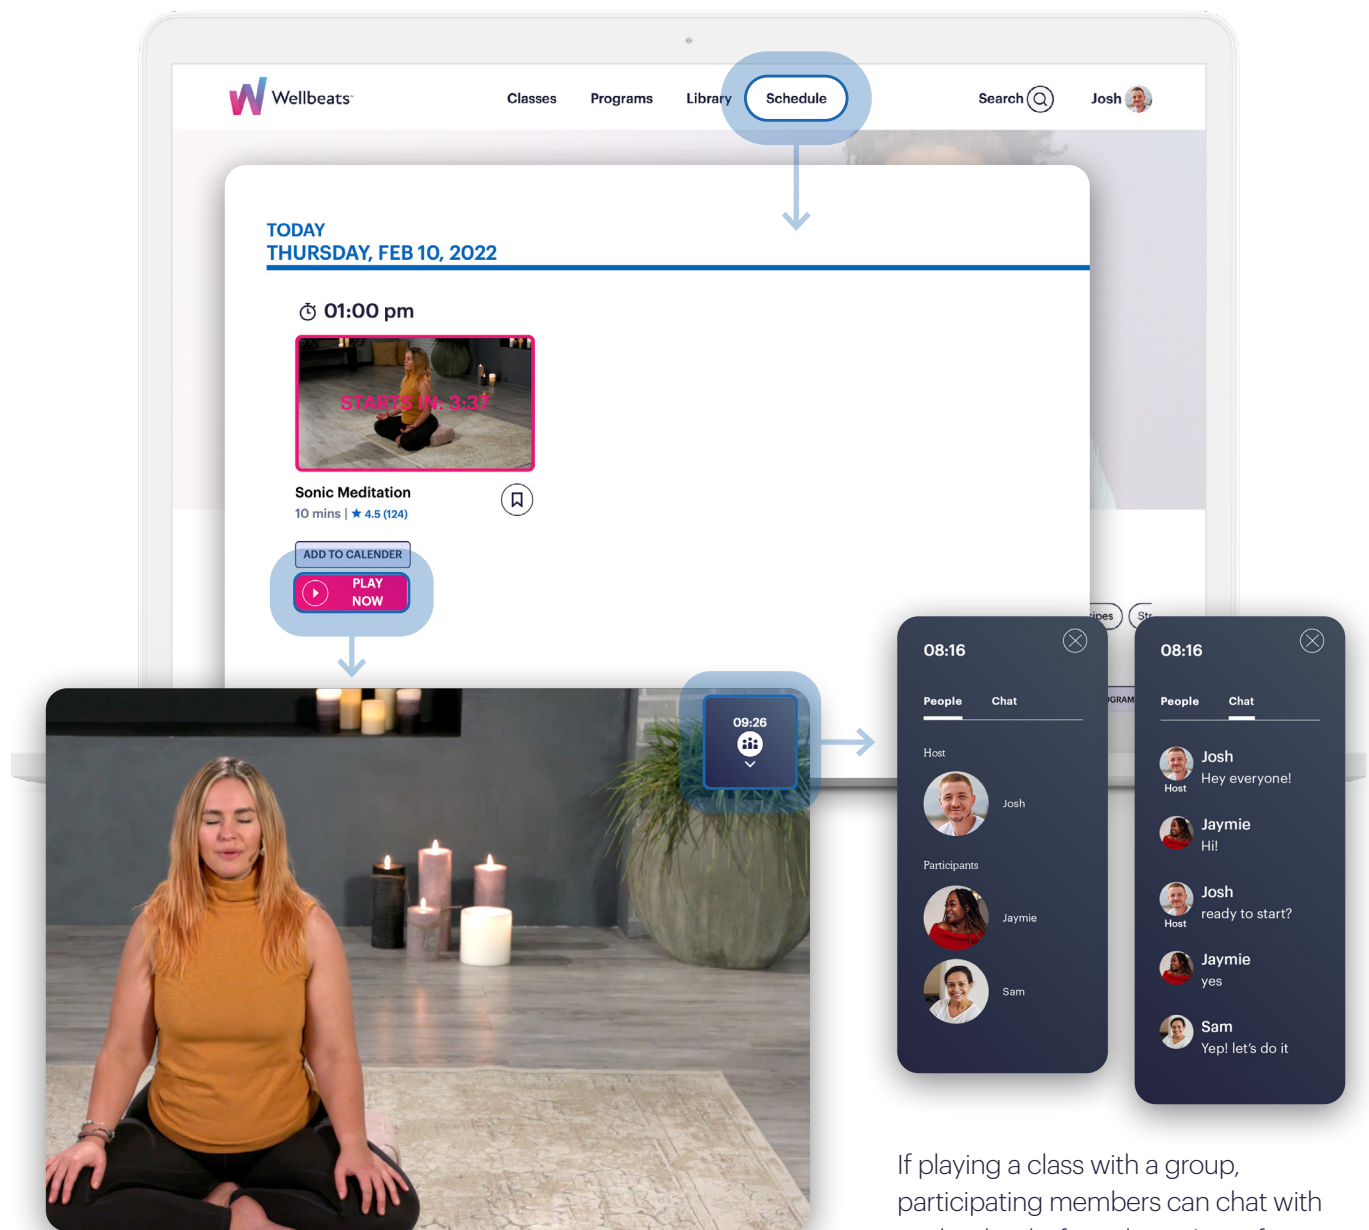 Wellbeats™
Classes Programs Library Schedule Search Josh
TODAY
THURSDAY, FEB 10, 2022
01:00 pm
STARTS IN: 3:37
Sonic Meditation
10 mins | ★ 4.5 (124)
ADD TO CALENDER
PLAY
NOW
09:26
08:16
People Chat
Host
Josh
Participants
Jaymie
Sam
08:16
People Chat
Josh
Hey everyone!
Host
Jaymie
Hi!
Josh
ready to start?
Host
Jaymie
yes
Sam
Yep! let's do it
If playing a class with a group,
participating members can chat with